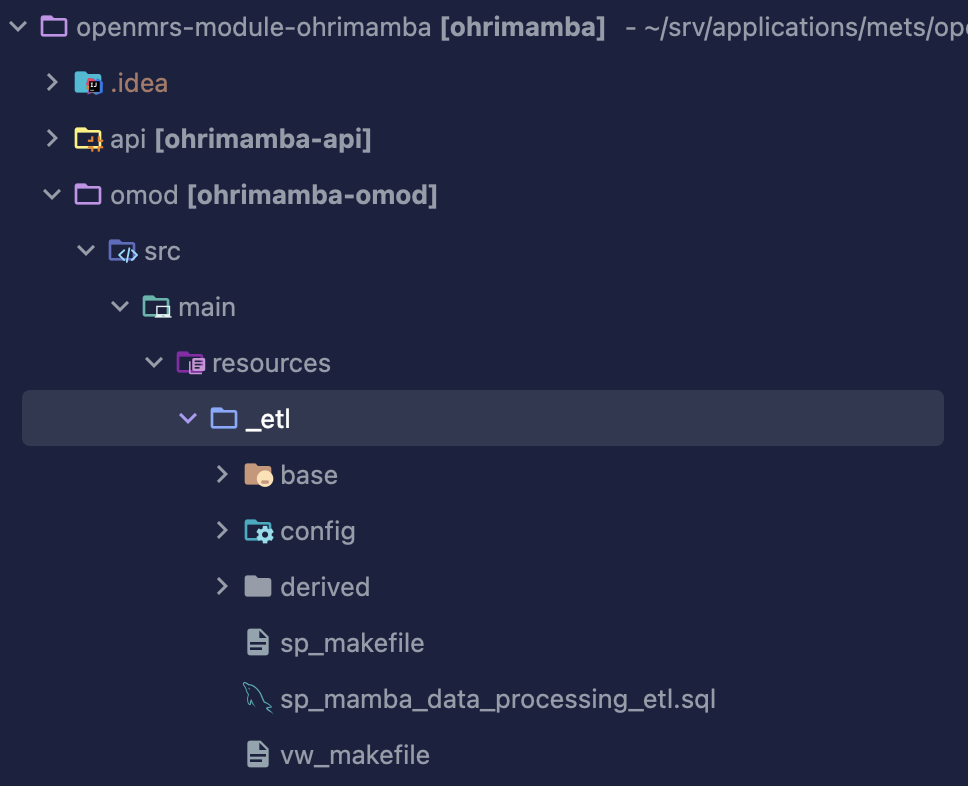 openmrs-module-ohrimamba [ohrimamba] - ~/srv/applications/mets/op
.idea
api [ohrimamba-api]
omod [ohrimamba-omod]
src
main
resources
_etl
base
config
derived
sp_makefile
sp_mamba_data_processing_etl.sql
vw_makefile